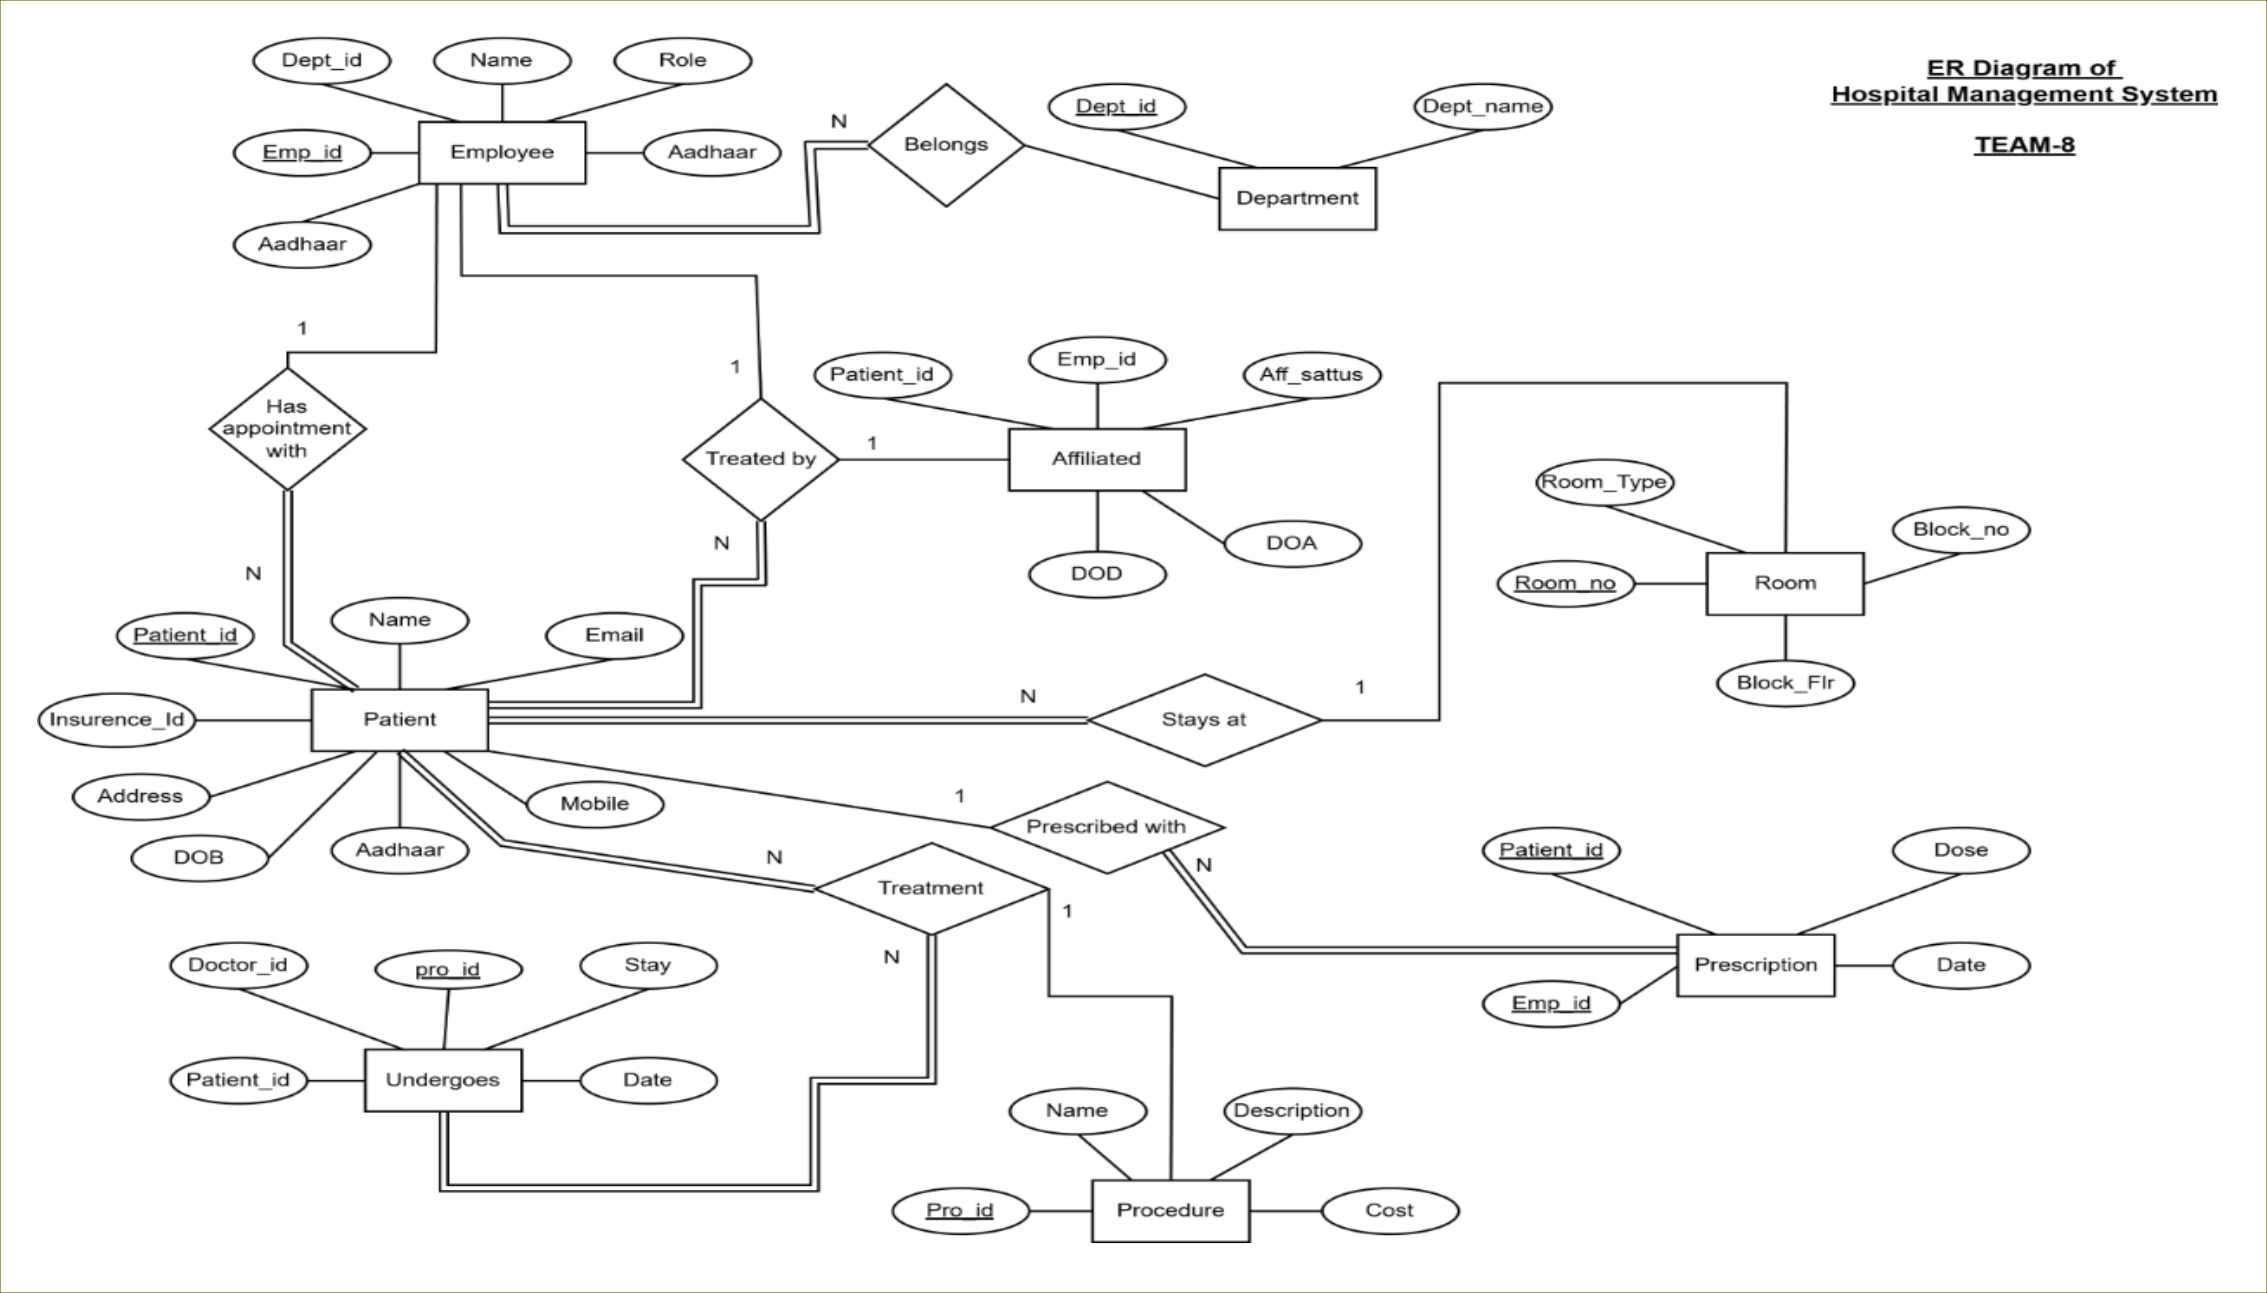 ER Diagram of
Hospital Management System
TEAM-8
Dept_id
Name
Role
Emp_id
Employee
Aadhaar
Aadhaar
N
Belongs
Dept_id
Dept_name
Department
1
Has
appointment
with
N
1
Treated by
1
N
Patient_id
Emp_id
Aff_sattus
Affiliated
DOD
DOA
Room_Type
Block_no
Room_no
Room
Block_Flr
Patient_id
Name
Email
Insurence_Id
Patient
Address
DOB
Aadhaar
Mobile
N
Stays at
1
1
Prescribed with
N
N
Treatment
1
N
Patient_id
Dose
Prescription
Date
Emp_id
Doctor_id
pro_id
Stay
Patient_id
Undergoes
Date
Name
Description
Pro_id
Procedure
Cost